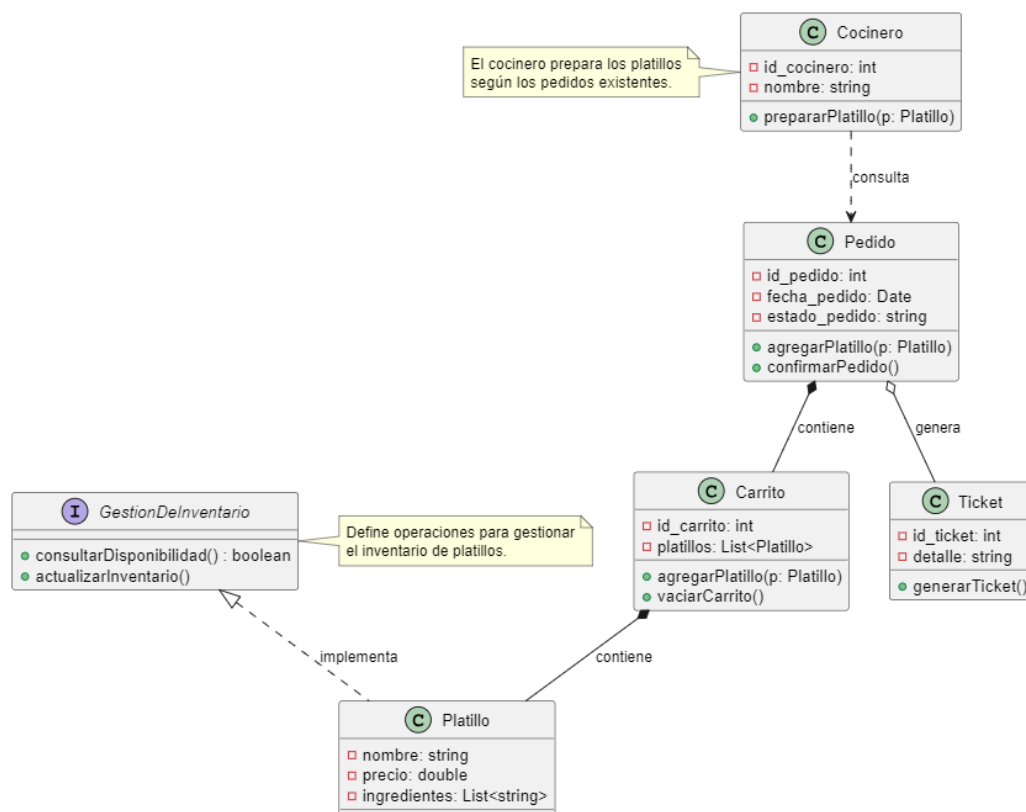 C Cocinero
id_cocinero: int
nombre: string
prepararPlatillo(p: Platillo)
El cocinero prepara los platillos
según los pedidos existentes.
consulta
C Pedido
id_pedido: int
fecha_pedido: Date
estado_pedido: string
agregarPlatillo(p: Platillo)
confirmarPedido()
contiene
genera
I GestionDeInventario
consultarDisponibilidad() : boolean
actualizarInventario()
Define operaciones para gestionar
el inventario de platillos.
C Carrito
id_carrito: int
platillos: List<Platillo>
agregarPlatillo(p: Platillo)
vaciarCarrito()
C Ticket
id_ticket: int
detalle: string
generarTicket()
implementa
contiene
C Platillo
nombre: string
precio: double
ingredientes: List<string>